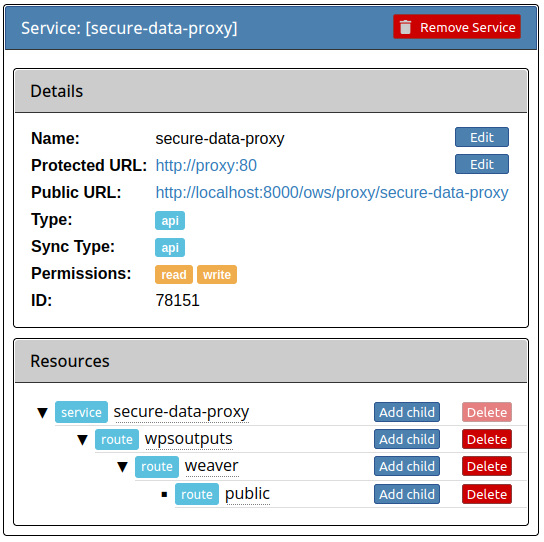 Service: [secure-data-proxy] Remove Service
Details
Name: secure-data-proxy Edit
Protected URL: http://proxy:80 Edit
Public URL: http://localhost:8000/ows/proxy/secure-data-proxy
Type: api
Sync Type: api
Permissions: read write
ID: 78151
Resources
service secure-data-proxy Add child Delete
route wpsoutputs Add child Delete
route weaver Add child Delete
route public Add child Delete